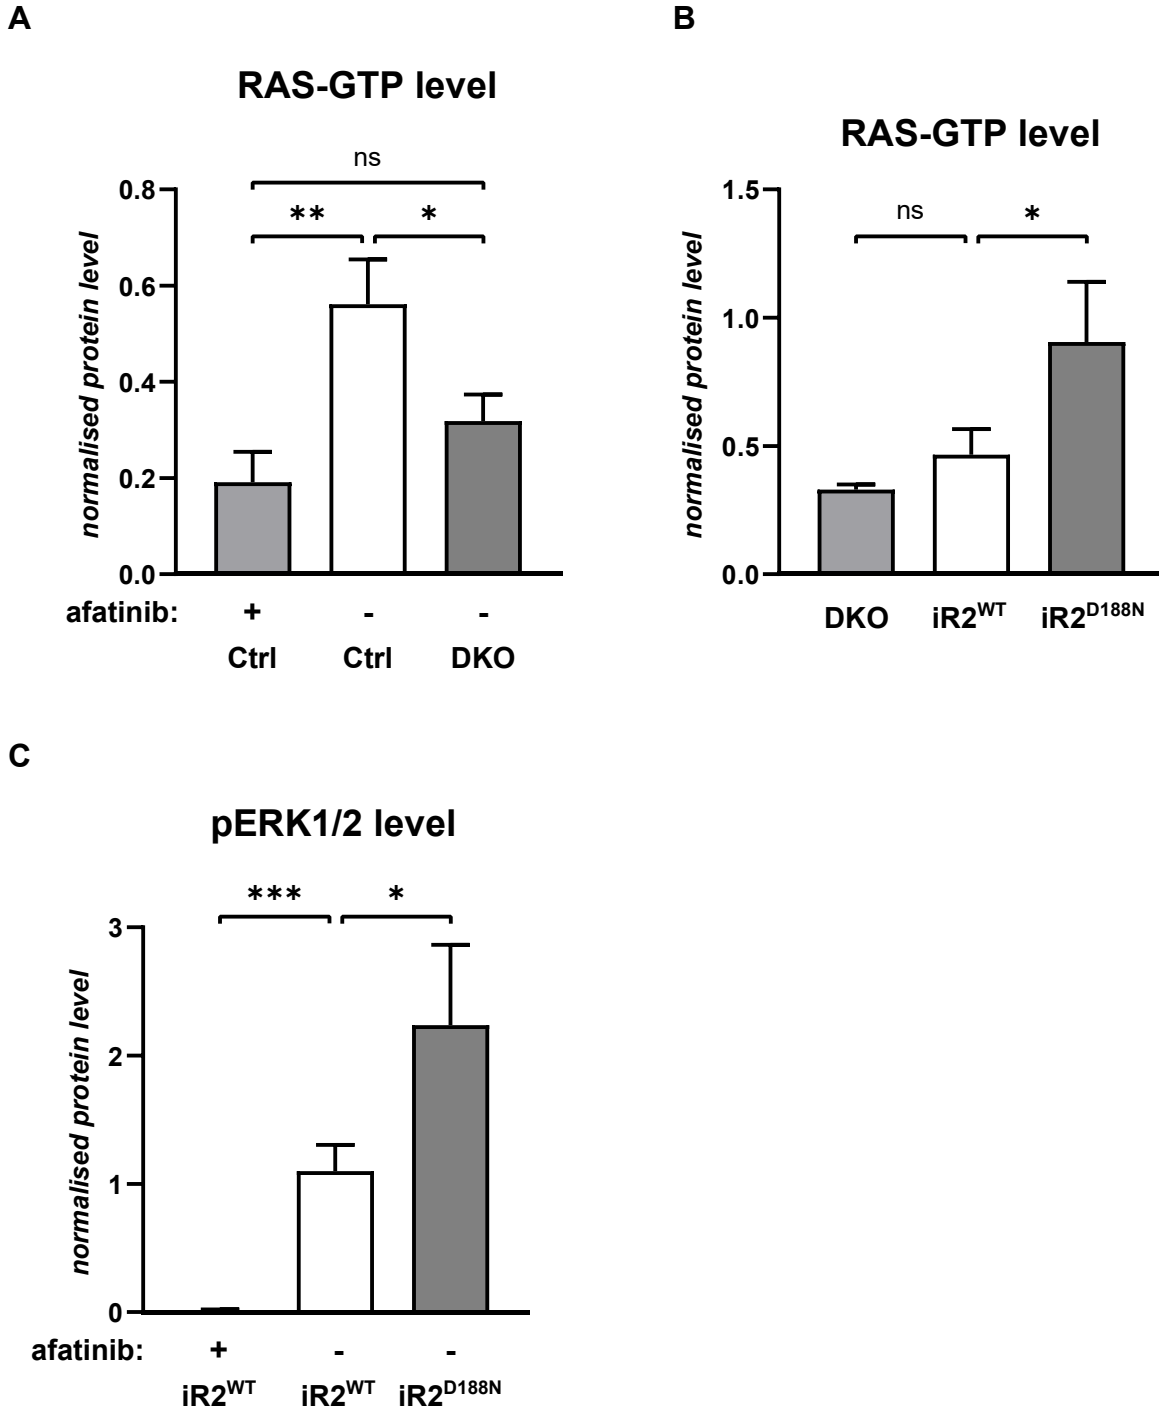 A
RAS-GTP level
ns
** *
0.8
0.6
0.4
0.2
0.0
normalised protein level
afatinib: + - -
Ctrl Ctrl DKO
B
RAS-GTP level
ns *
1.5
1.0
0.5
0.0
normalised protein level
DKO iR2WT iR2D188N
C
pERK1/2 level
*** *
3
2
1
0
normalised protein level
afatinib: + - -
iR2WT iR2WT iR2D188N